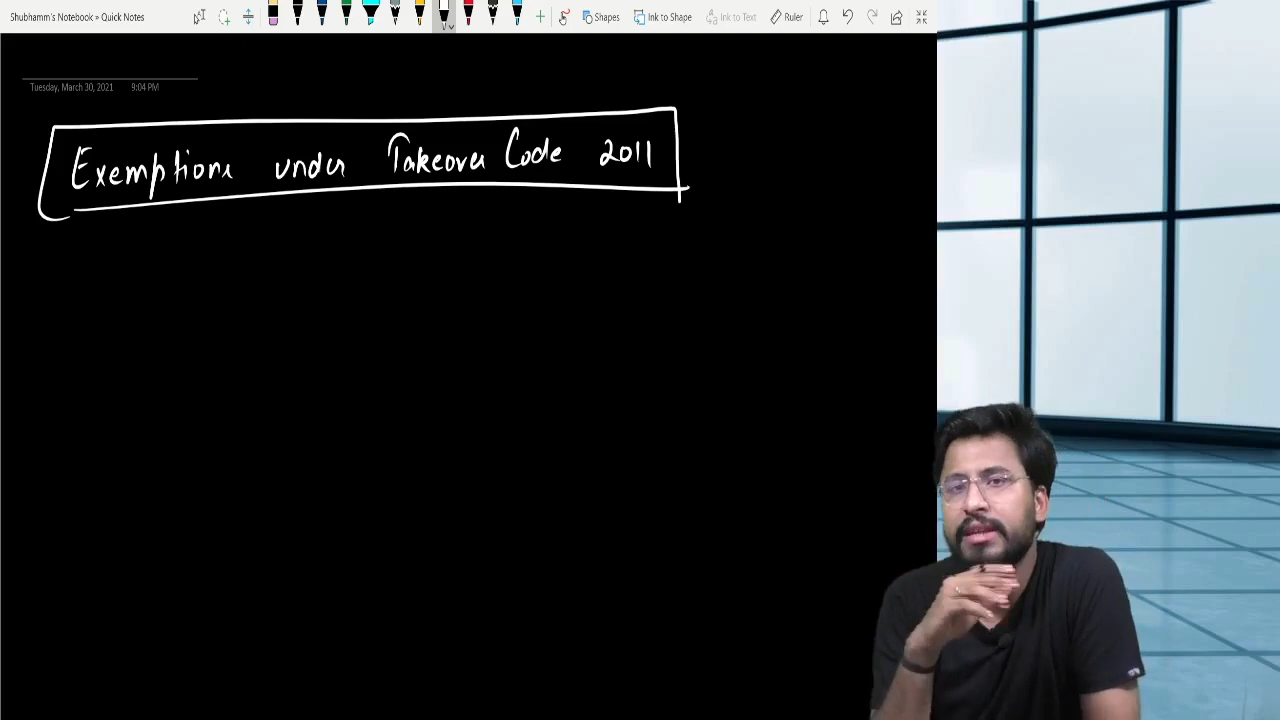 Shubhamm's Notebook » Quick Notes
Shapes
Ink to Shape
Ink to Text
Ruler
Tuesday, March 30, 2021 9:04 PM
Exemptions under Takeover Code 2011